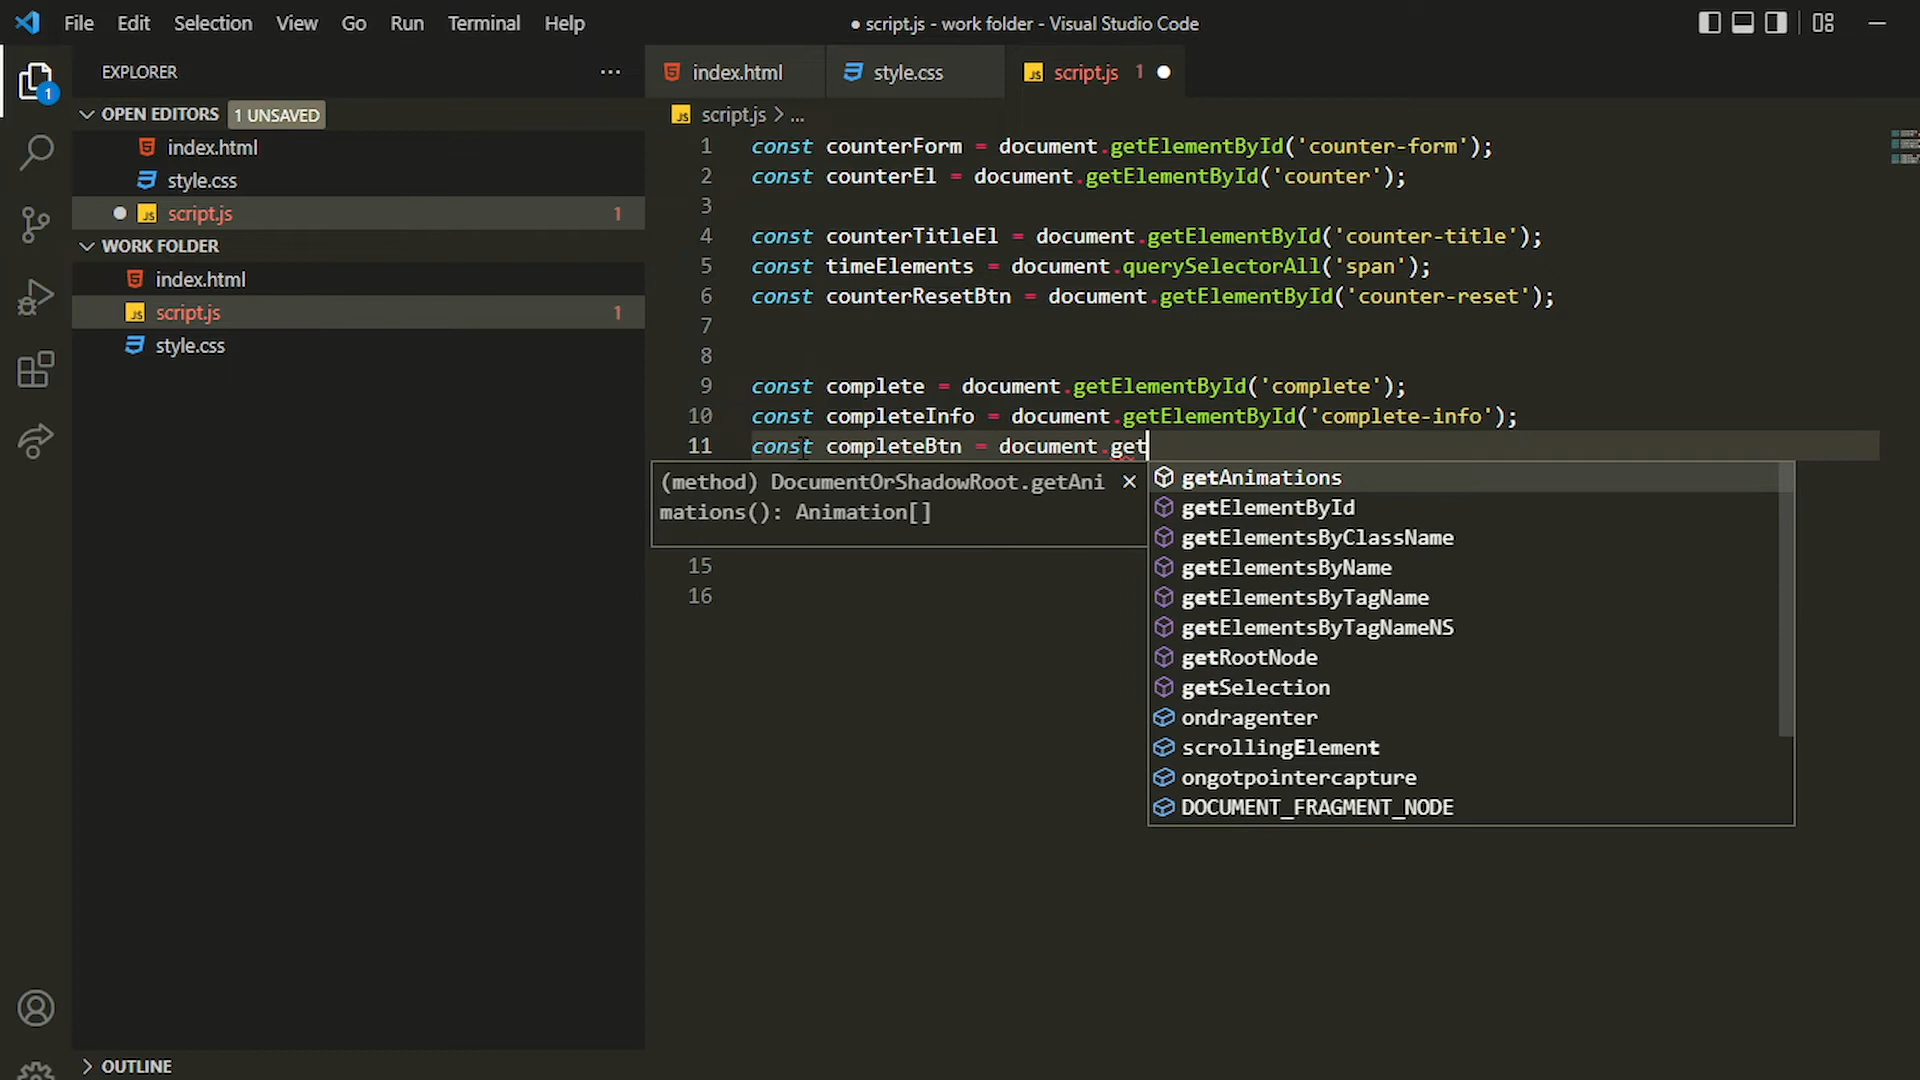 File Edit Selection View Go Run Terminal Help
● script.js - work folder - Visual Studio Code
EXPLORER
1
OPEN EDITORS 1 UNSAVED
index.html
style.css
script.js 1
WORK FOLDER
index.html
script.js 1
style.css
OUTLINE
index.html
style.css
script.js 1
script.js > ...
1 const counterForm = document.getElementById('counter-form');
2 const counterEl = document.getElementById('counter');
3
4 const counterTitleEl = document.getElementById('counter-title');
5 const timeElements = document.querySelectorAll('span');
6 const counterResetBtn = document.getElementById('counter-reset');
7
8
9 const complete = document.getElementById('complete');
10 const completeInfo = document.getElementById('complete-info');
11 const completeBtn = document.get
(method) DocumentOrShadowRoot.getAni
mations(): Animation[]
15
16
getAnimations
getElementById
getElementsByClassName
getElementsByName
getElementsByTagName
getElementsByTagNameNS
getRootNode
getSelection
ondragenter
scrollingElement
ongotpointercapture
DOCUMENT_FRAGMENT_NODE